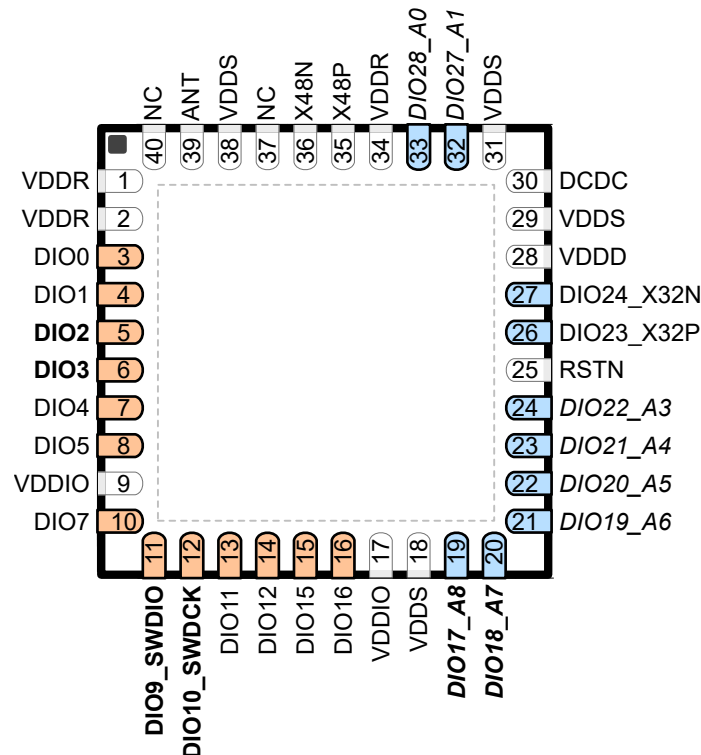 NC
ANT
VDDS
NC
X48N
X48P
VDDR
DIO28_A0
DIO27_A1
VDDS
40
39
38
37
36
35
34
33
32
31
VDDR 1
VDDR 2
DIO0 3
DIO1 4
DIO2 5
DIO3 6
DIO4 7
DIO5 8
VDDIO 9
DIO7 10
30 DCDC
29 VDDS
28 VDDD
27 DIO24_X32N
26 DIO23_X32P
25 RSTN
24 DIO22_A3
23 DIO21_A4
22 DIO20_A5
21 DIO19_A6
11
12
13
14
15
16
17
18
19
20
DIO9_SWDIO
DIO10_SWDCK
DIO11
DIO12
DIO15
DIO16
VDDIO
VDDS
DIO17_A8
DIO18_A7